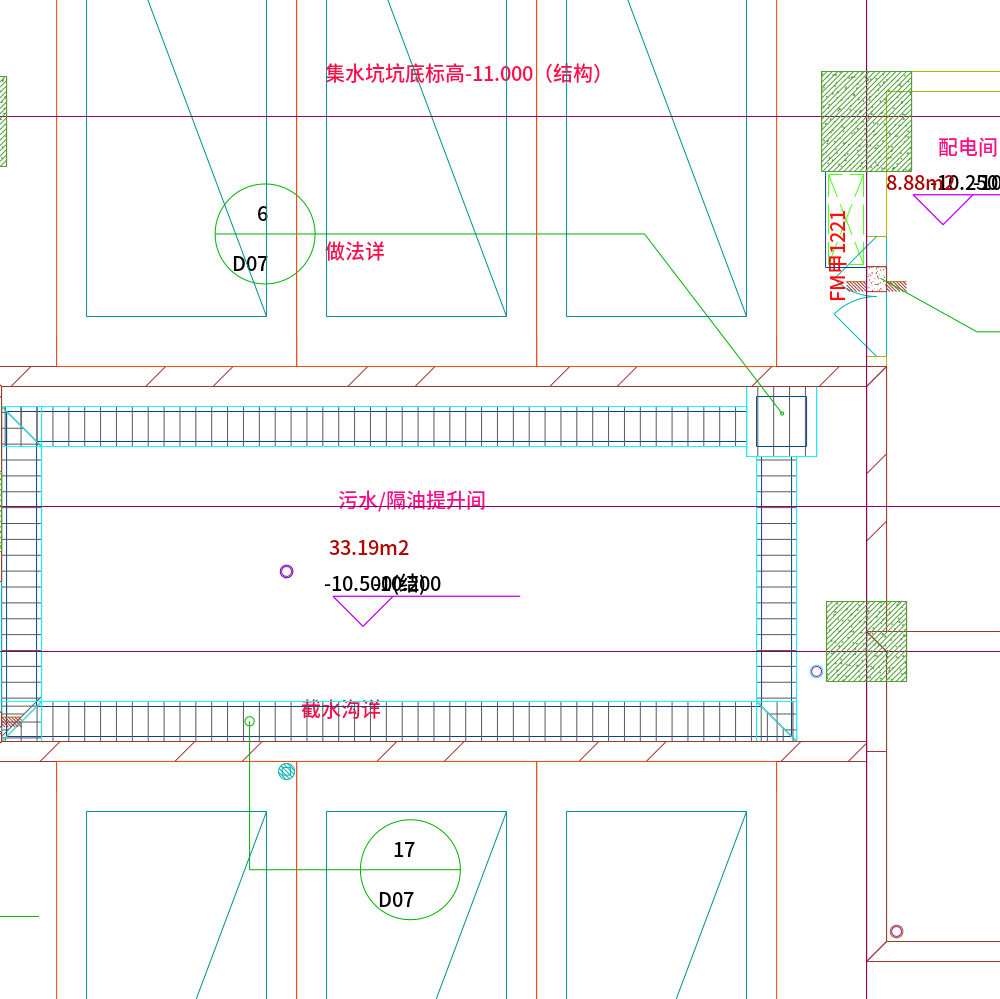 集水坑坑底标高-11.000（结构）
配电间
8.88m2
-10.250
6
FM甲1221
做法详
D07
污水/隔油提升间
33.19m2
-10.500(结)
-10.200
截水沟详
17
D07